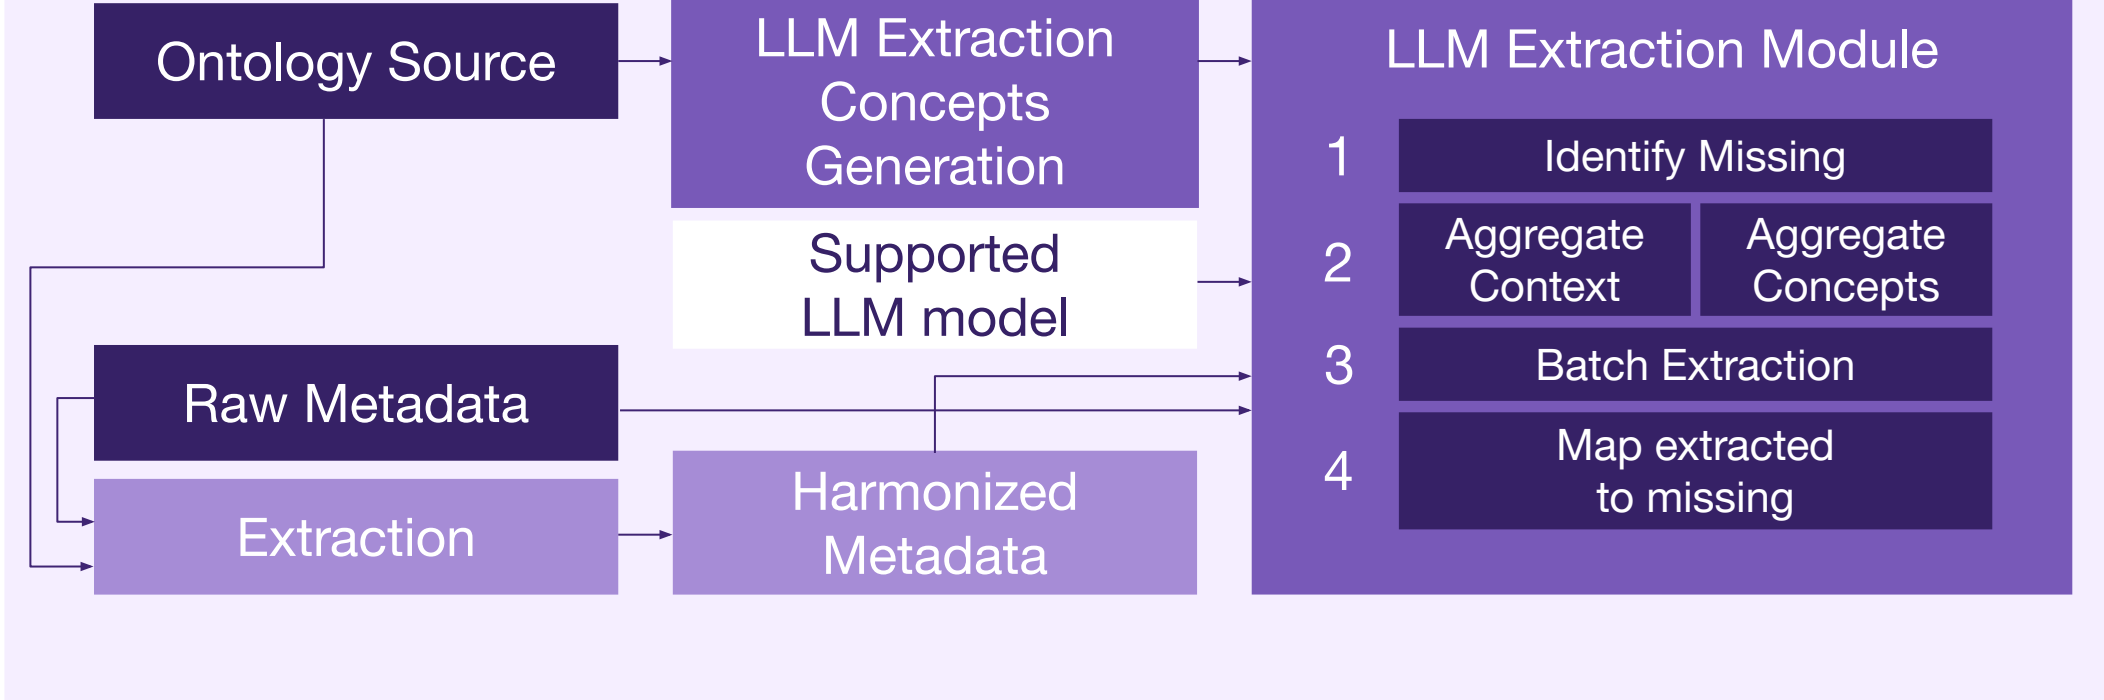 Ontology Source
LLM Extraction
Concepts
Generation
Supported
LLM model
Raw Metadata
Extraction
Harmonized
Metadata
LLM Extraction Module
1
Identify Missing
2
Aggregate
Context
Aggregate
Concepts
3
Batch Extraction
4
Map extracted
to missing